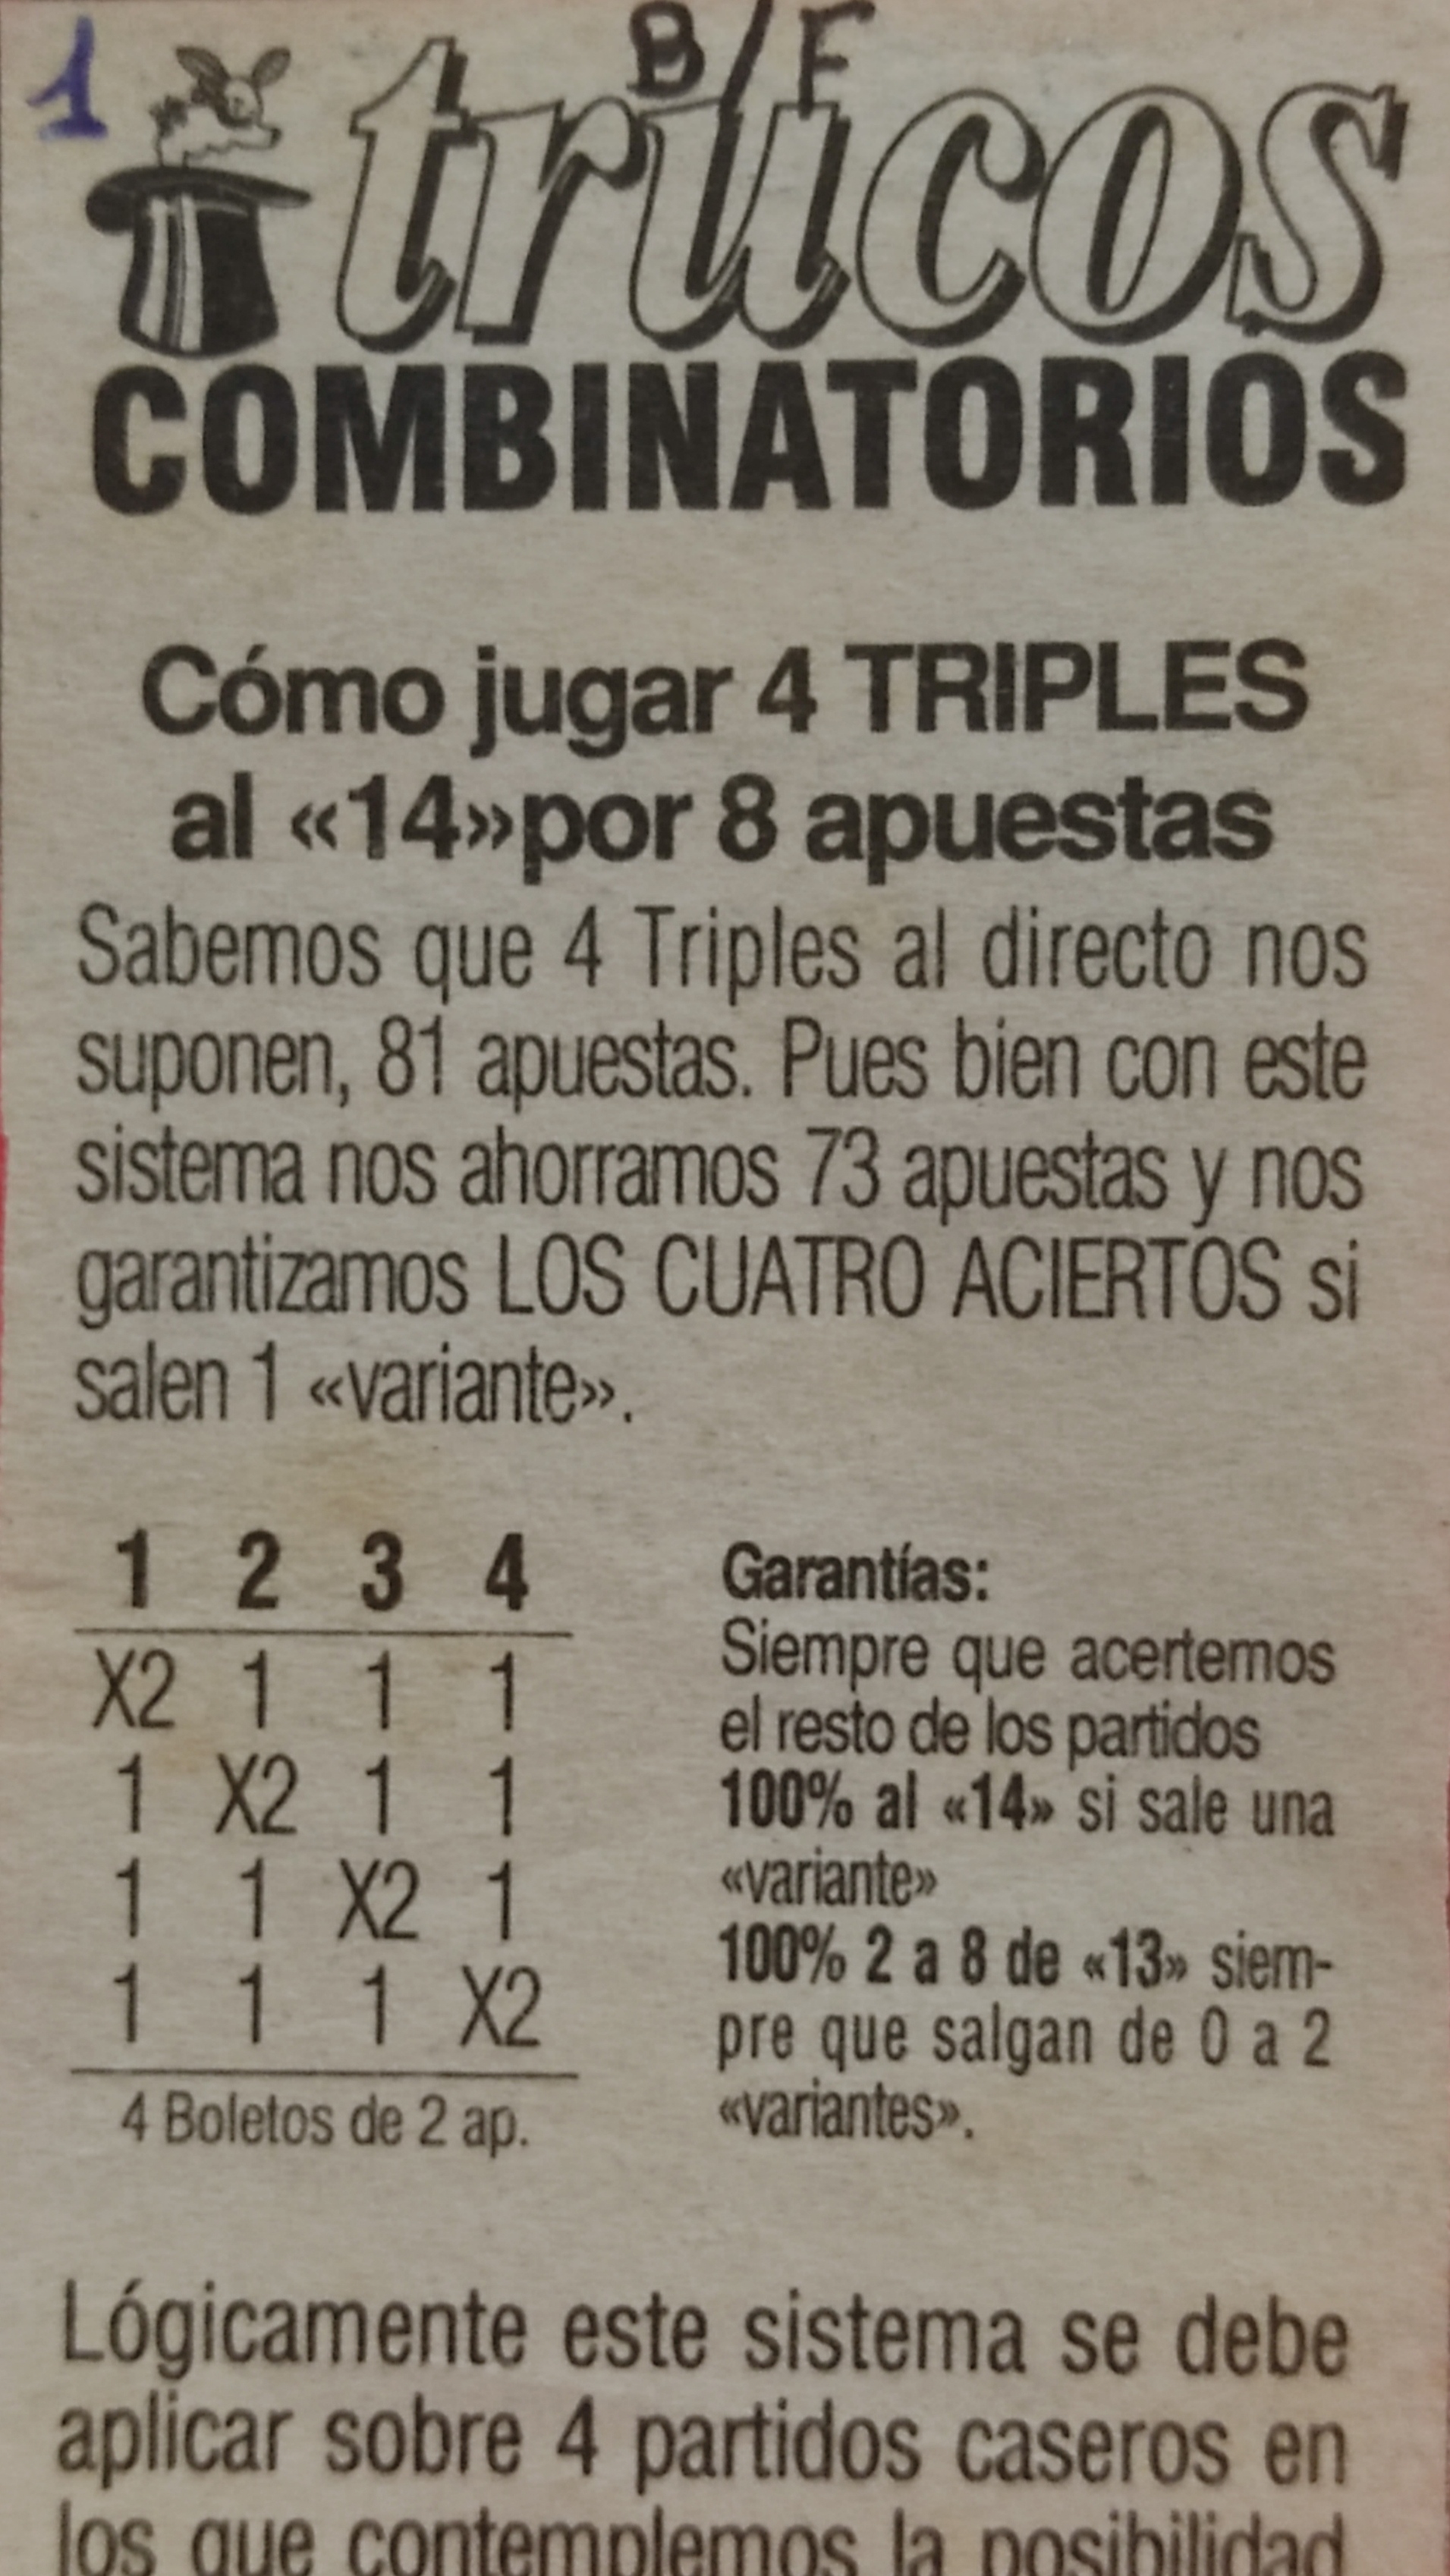 1
B/F
trucos
COMBINATORIOS
Cómo jugar 4 TRIPLES
al «14»por 8 apuestas
Sabemos que 4 Triples al directo nos
suponen, 81 apuestas. Pues bien con este
sistema nos ahorramos 73 apuestas y nos
garantizamos LOS CUATRO ACIERTOS si
salen 1 «variante».
1 2 3 4
X2 1 1 1
1 X2 1 1
1 1 X2 1
1 1 1 X2
4 Boletos de 2 ap.
Garantías:
Siempre que acertemos
el resto de los partidos
100% al «14» si sale una
«variante»
100% 2 a 8 de «13» siem-
pre que salgan de 0 a 2
«variantes».
Lógicamente este sistema se debe
aplicar sobre 4 partidos caseros en
los que contemplemos la posibilidad